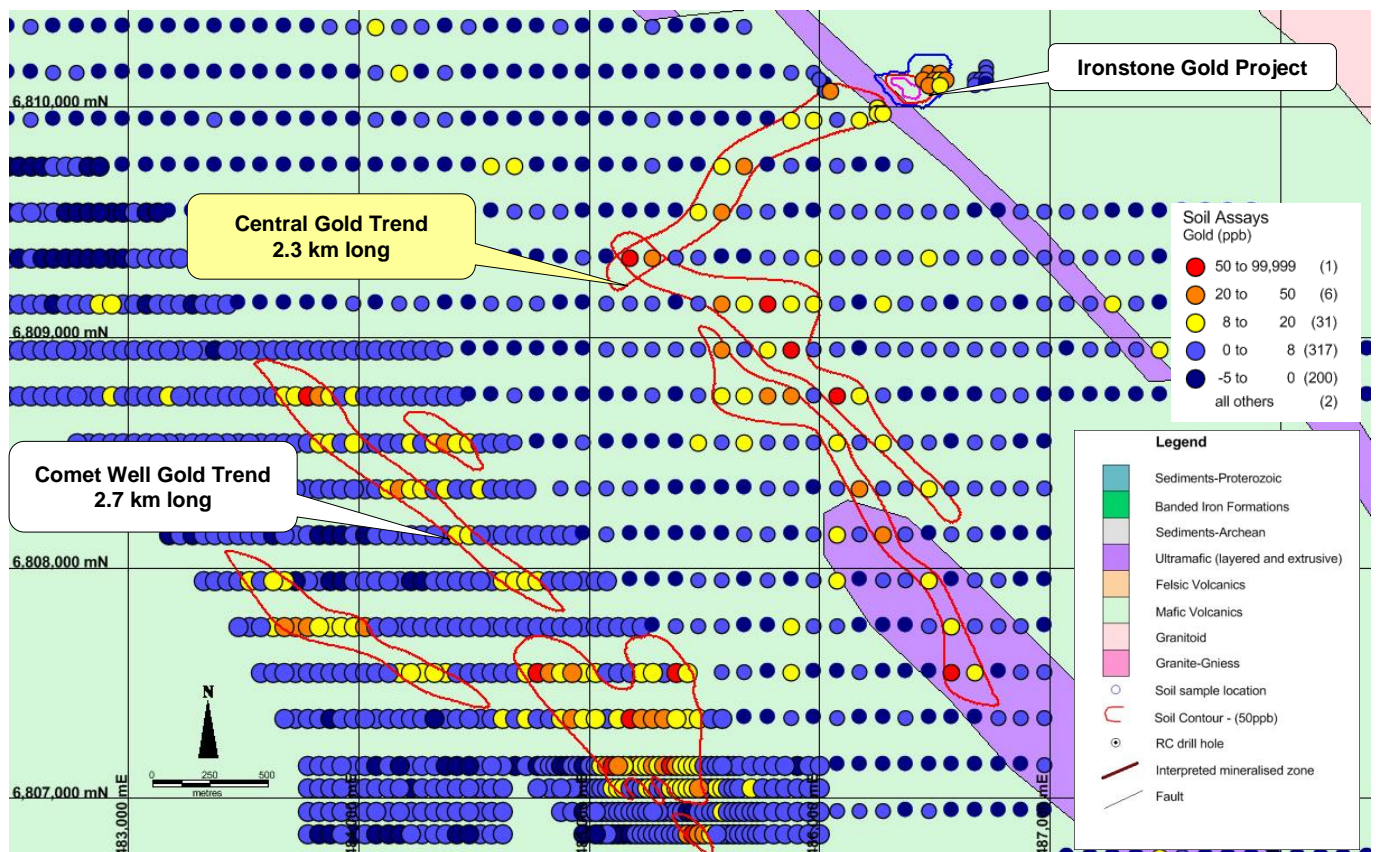 Ironstone Gold Project
6,810,000 mN
Central Gold Trend
2.3 km long
Soil Assays
Gold (ppb)
50 to 99,999 (1)
20 to 50 (6)
8 to 20 (31)
0 to 8 (317)
-5 to 0 (200)
all others (2)
6,809,000 mN
Comet Well Gold Trend
2.7 km long
6,808,000 mN
Legend
Sediments-Proterozoic
Banded Iron Formations
Sediments-Archean
Ultramafic (layered and extrusive)
Felsic Volcanics
Mafic Volcanics
Granitoid
Granite-Gniess
Soil sample location
Soil Contour - (50ppb)
RC drill hole
Interpreted mineralised zone
Fault
N
0 250 500
metres
6,807,000 mN
483,000 mE